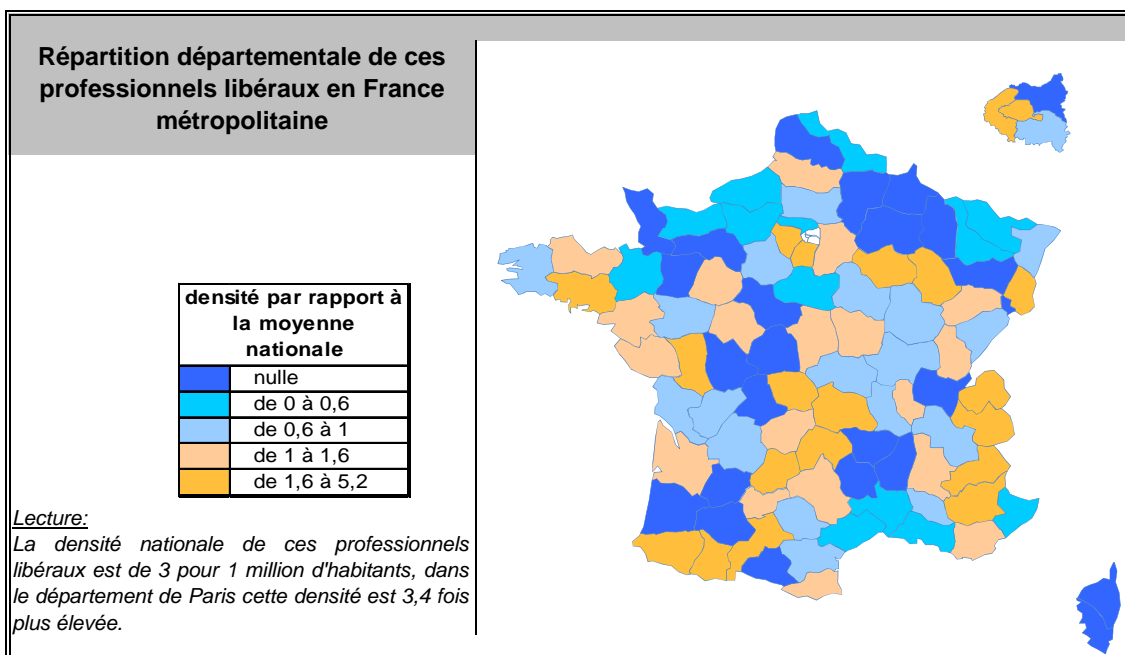 Répartition départementale de ces
professionnels libéraux en France
métropolitaine
densité par rapport à
la moyenne
nationale
nulle
de 0 à 0,6
de 0,6 à 1
de 1 à 1,6
de 1,6 à 5,2
Lecture:
La densité nationale de ces professionnels
libéraux est de 3 pour 1 million d'habitants, dans
le département de Paris cette densité est 3,4 fois
plus élevée.